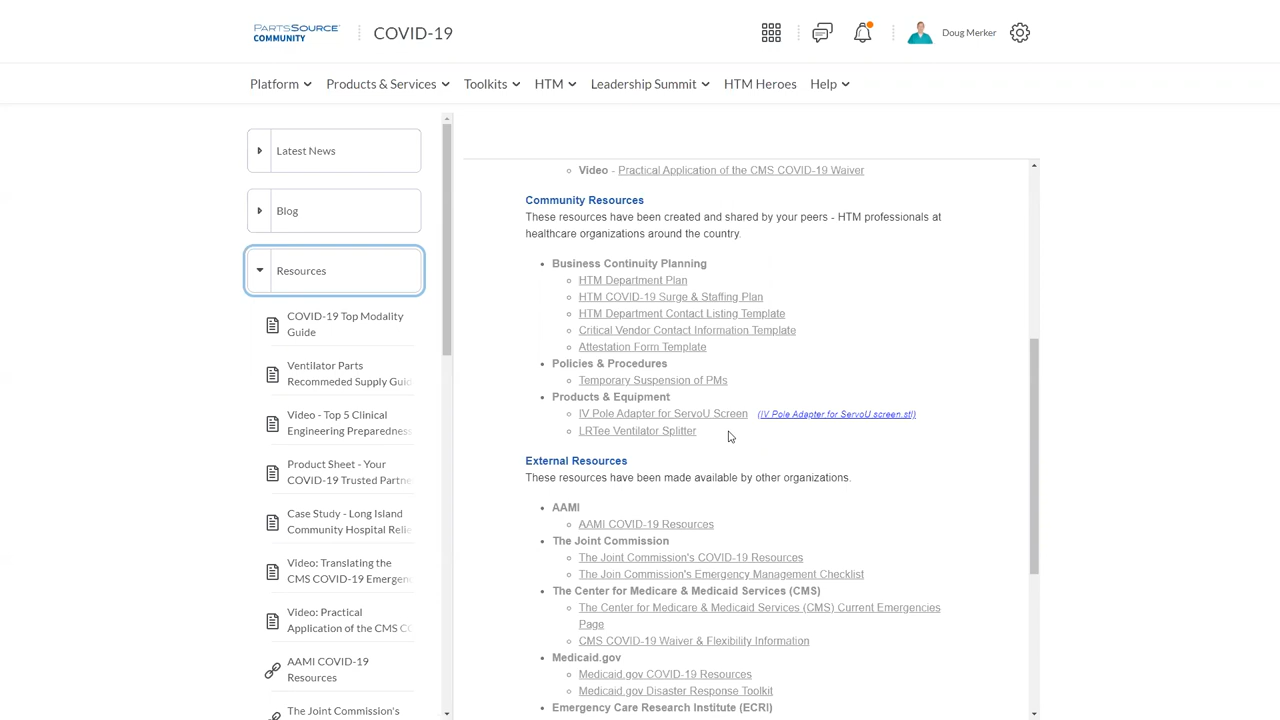 PARTSSOURCE
COMMUNITY
COVID-19
Doug Merker
Platform
Products & Services
Toolkits
HTM
Leadership Summit
HTM Heroes
Help
Latest News
Blog
Resources
COVID-19 Top Modality
Guide
Ventilator Parts
Recommeded Supply Guid
Video - Top 5 Clinical
Engineering Preparedness
Product Sheet - Your
COVID-19 Trusted Partne
Case Study - Long Island
Community Hospital Relie
Video: Translating the
CMS COVID-19 Emergen
Video: Practical
Application of the CMS CO
AAMI COVID-19
Resources
The Joint Commission's
Video - Practical Application of the CMS COVID-19 Waiver
Community Resources
These resources have been created and shared by your peers - HTM professionals at
healthcare organizations around the country.
Business Continuity Planning
HTM Department Plan
HTM COVID-19 Surge & Staffing Plan
HTM Department Contact Listing Template
Critical Vendor Contact Information Template
Attestation Form Template
Policies & Procedures
Temporary Suspension of PMs
Products & Equipment
IV Pole Adapter for ServoU Screen (IV Pole Adapter for ServoU screen.stl)
LRTee Ventilator Splitter
External Resources
These resources have been made available by other organizations.
AAMI
AAMI COVID-19 Resources
The Joint Commission
The Joint Commission's COVID-19 Resources
The Join Commission's Emergency Management Checklist
The Center for Medicare & Medicaid Services (CMS)
The Center for Medicare & Medicaid Services (CMS) Current Emergencies
Page
CMS COVID-19 Waiver & Flexibility Information
Medicaid.gov
Medicaid.gov COVID-19 Resources
Medicaid.gov Disaster Response Toolkit
Emergency Care Research Institute (ECRI)